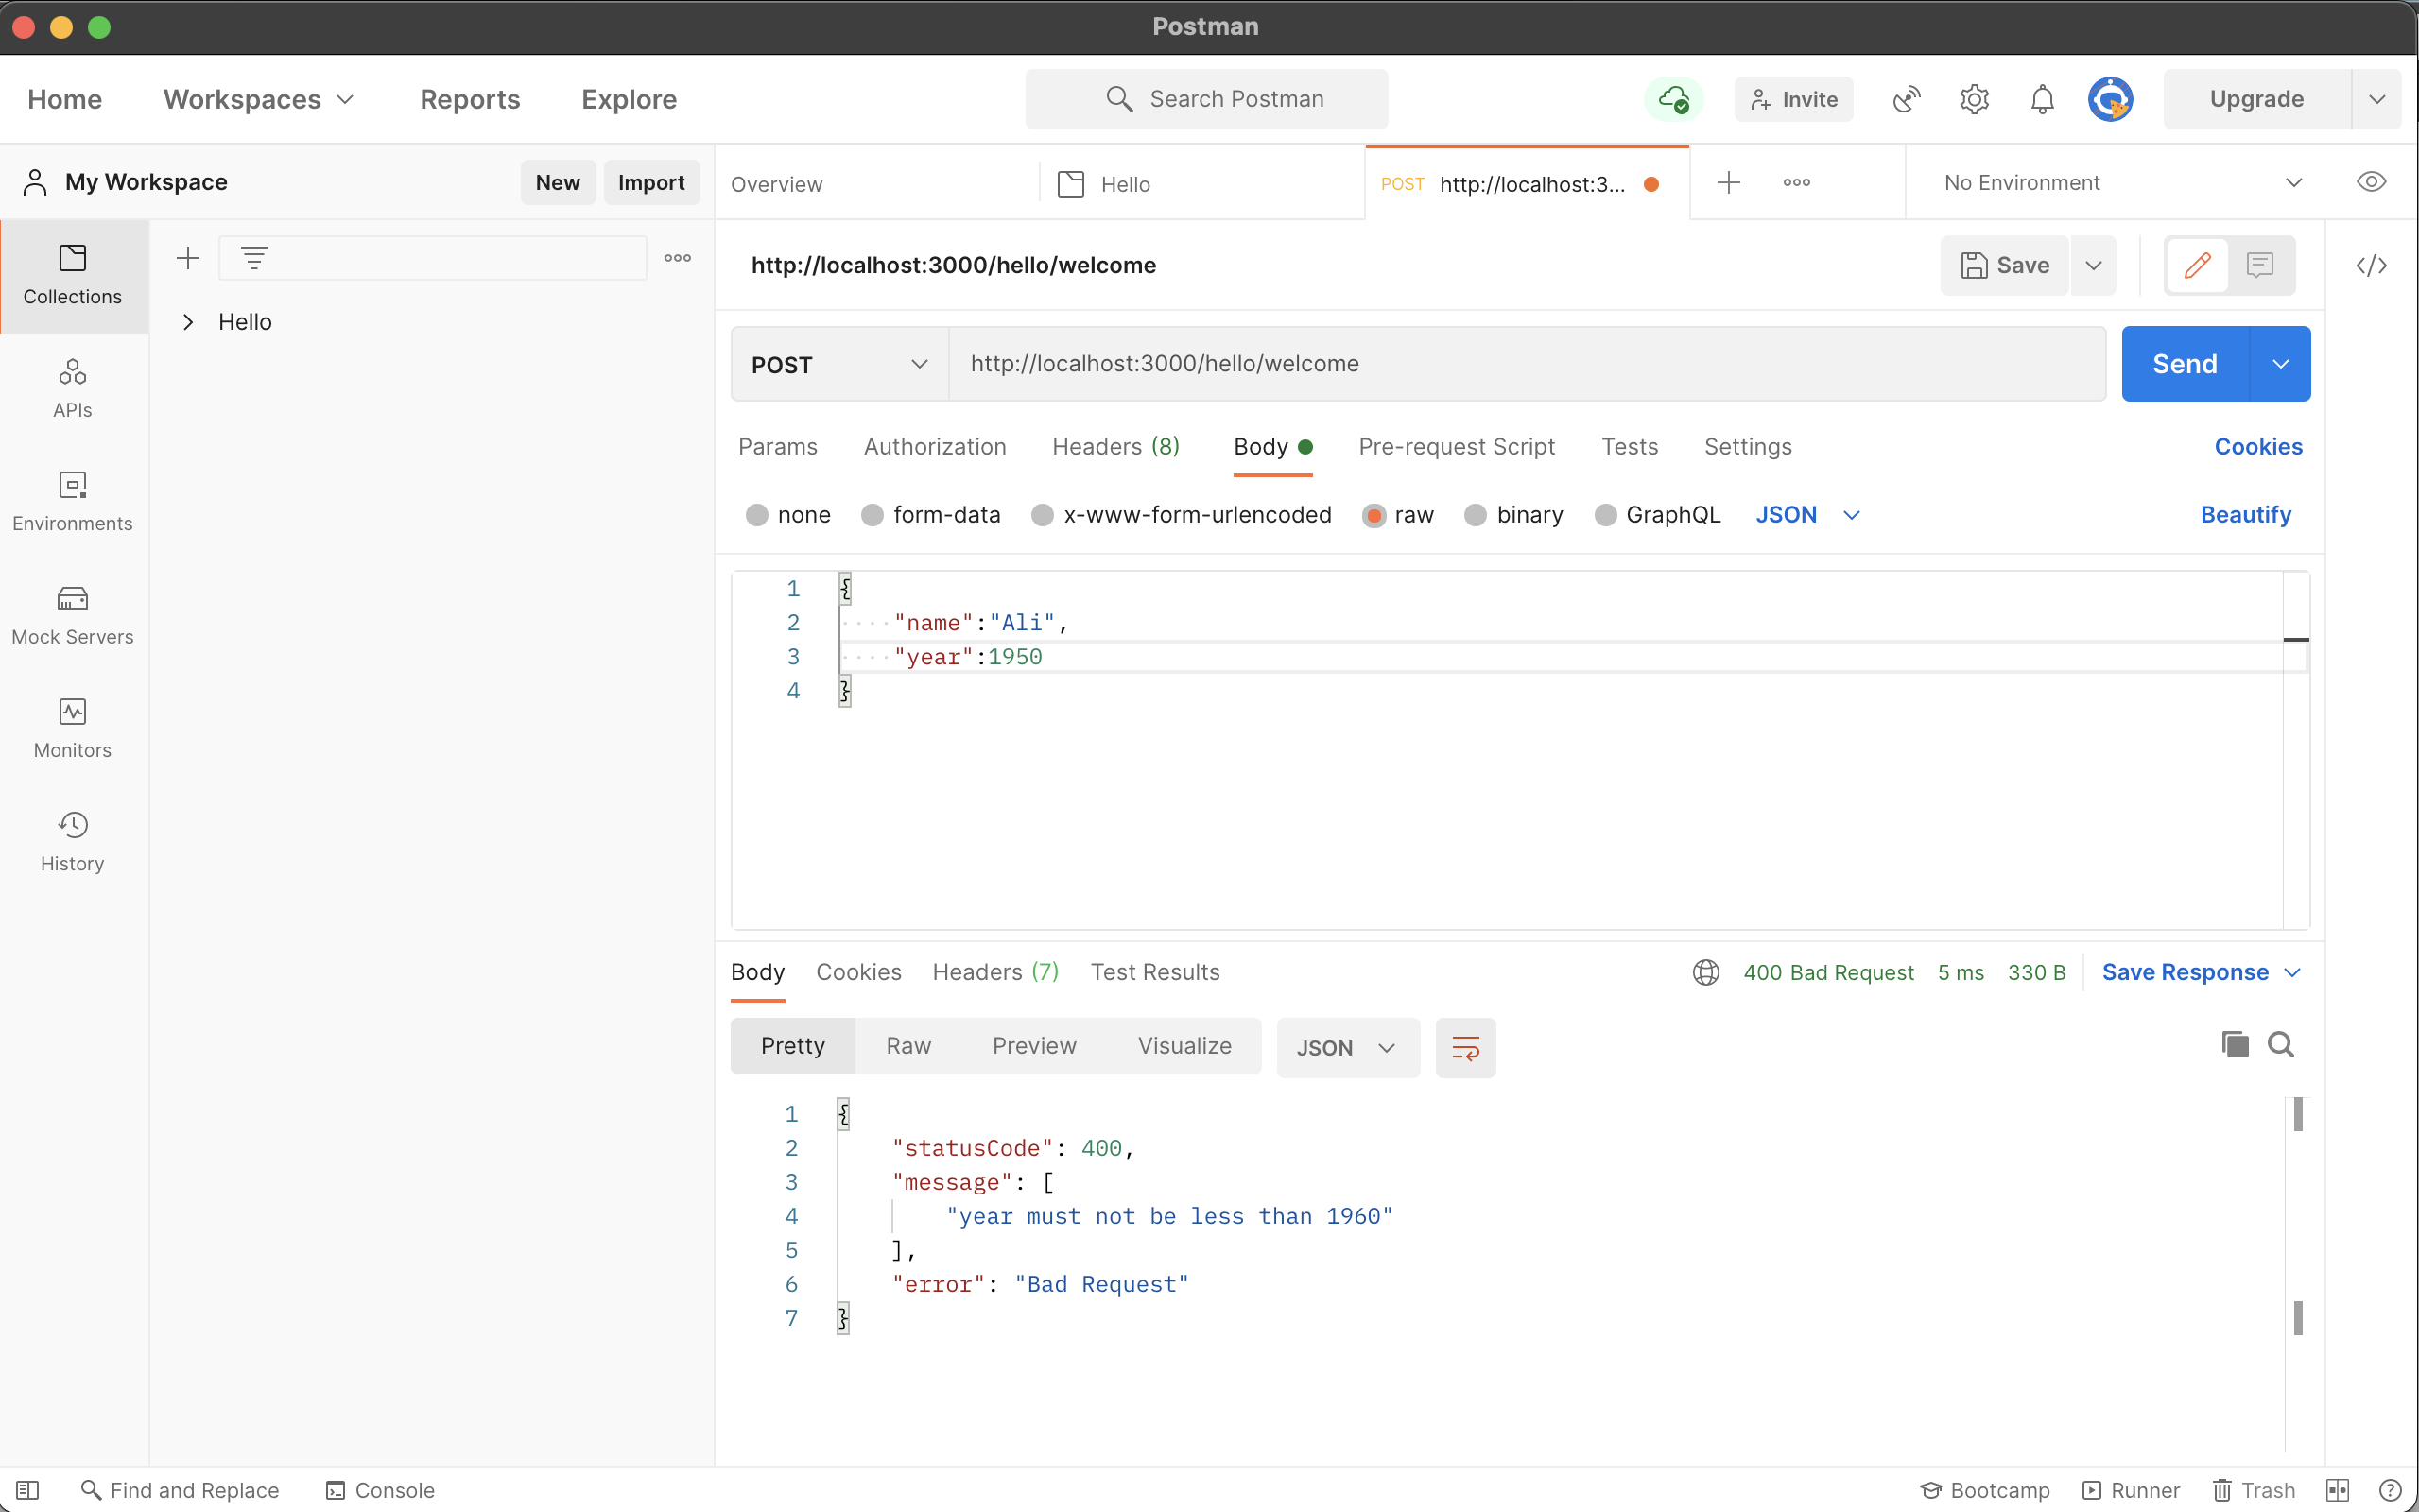 Postman
Home Workspaces Reports Explore Search Postman Invite Upgrade
My Workspace New Import Overview Hello POST http://localhost:3... No Environment
Collections
Hello
APIs
Environments
Mock Servers
Monitors
History
http://localhost:3000/hello/welcome Save
POST http://localhost:3000/hello/welcome Send
Params Authorization Headers (8) Body Pre-request Script Tests Settings Cookies
none form-data x-www-form-urlencoded raw binary GraphQL JSON Beautify
1 {
2 "name":"Ali",
3 "year":1950
4 }
Body Cookies Headers (7) Test Results 400 Bad Request 5 ms 330 B Save Response
Pretty Raw Preview Visualize JSON
1 {
2 "statusCode": 400,
3 "message": [
4 "year must not be less than 1960"
5 ],
6 "error": "Bad Request"
7 }
Find and Replace Console Bootcamp Runner Trash